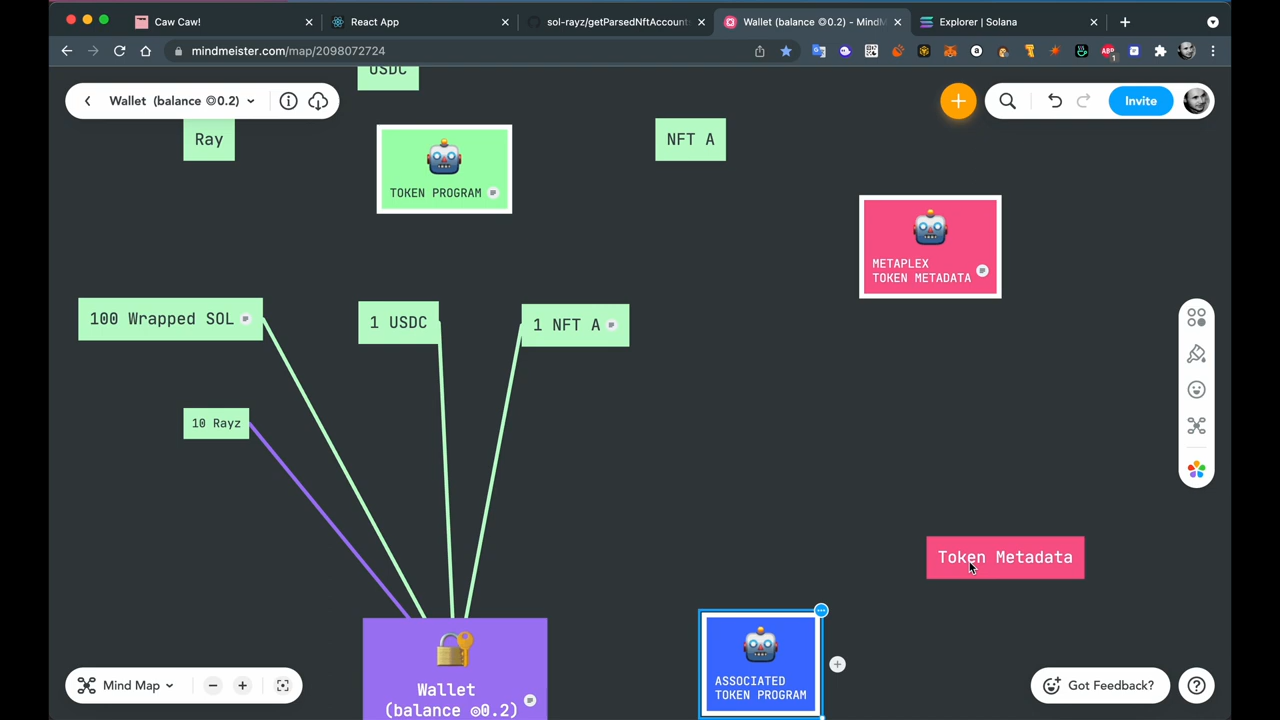 Caw Caw!
React App
sol-rayz/getParsedNftAccount
Wallet (balance ◎0.2) - MindM
Explorer | Solana
mindmeister.com/map/2098072724
ABP
1
USDC
Wallet (balance ◎0.2)
Invite
Ray
TOKEN PROGRAM
NFT A
METAPLEX
TOKEN METADATA
100 Wrapped SOL
1 USDC
1 NFT A
10 Rayz
Token Metadata
Wallet
(balance ◎0.2)
ASSOCIATED
TOKEN PROGRAM
Mind Map
Got Feedback?